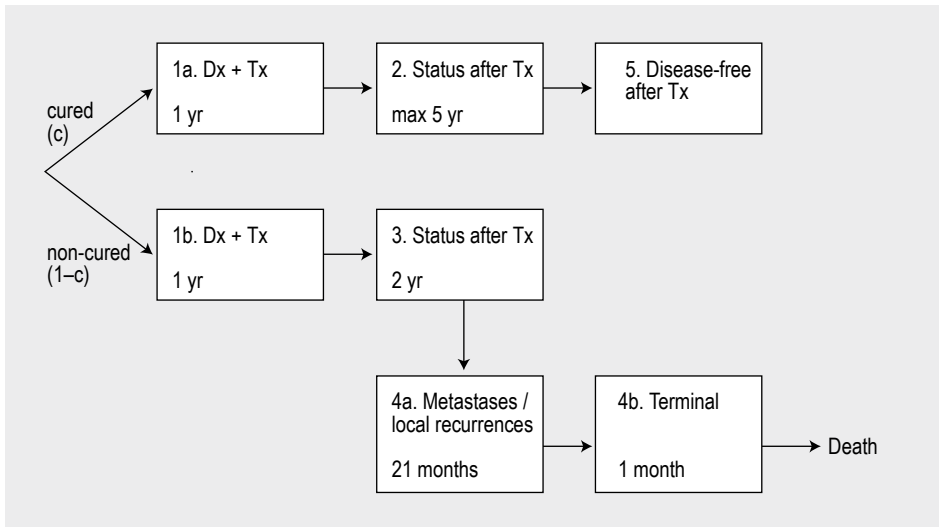 cured
(c)
1a. Dx + Tx
1 yr
2. Status after Tx
max 5 yr
5. Disease-free
after Tx
non-cured
(1–c)
1b. Dx + Tx
1 yr
3. Status after Tx
2 yr
4a. Metastases /
local recurrences
21 months
4b. Terminal
1 month
Death